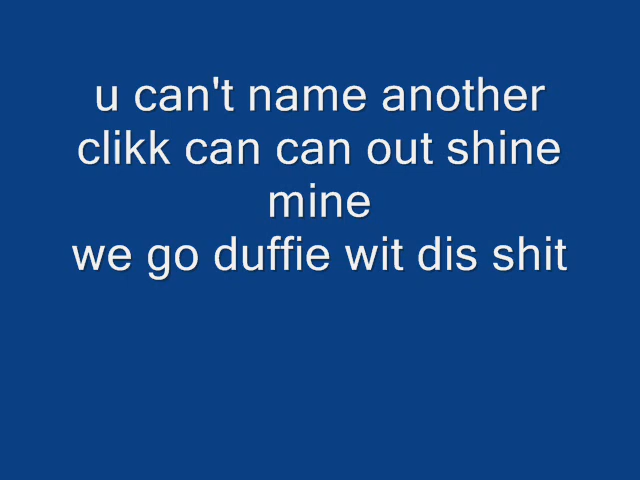 u can't name another
clikk can can out shine
mine
we go duffie wit dis shit